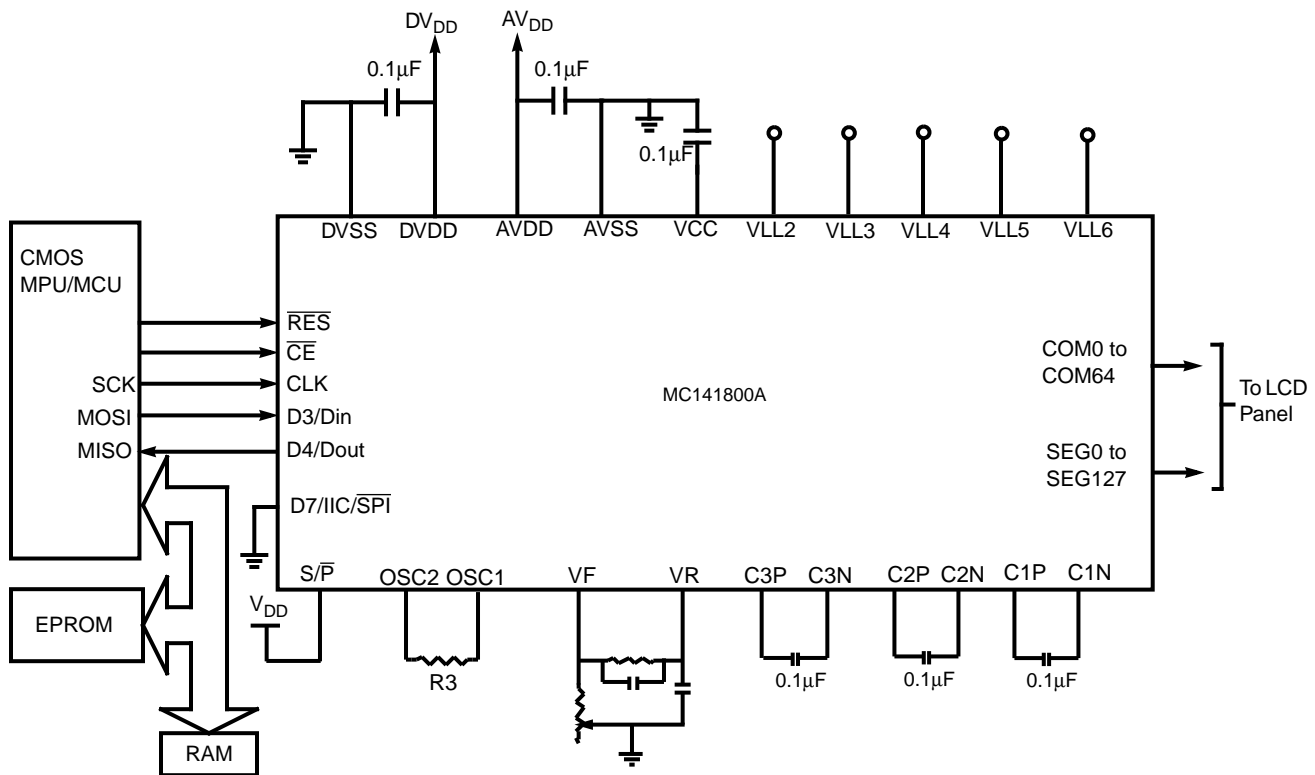 DVDD
AVDD
0.1µF
0.1µF
0.1µF
DVSS
DVDD
AVDD
AVSS
VCC
VLL2
VLL3
VLL4
VLL5
VLL6
CMOS
MPU/MCU
SCK
MOSI
MISO
R̅E̅S̅
C̅E̅
CLK
D3/Din
D4/Dout
D7/IIC/S̅P̅I̅
MC141800A
COM0 to
COM64
SEG0 to
SEG127
To LCD
Panel
S/P̅
OSC2
OSC1
VF
VR
C3P
C3N
C2P
C2N
C1P
C1N
VDD
EPROM
RAM
R3
0.1µF
0.1µF
0.1µF